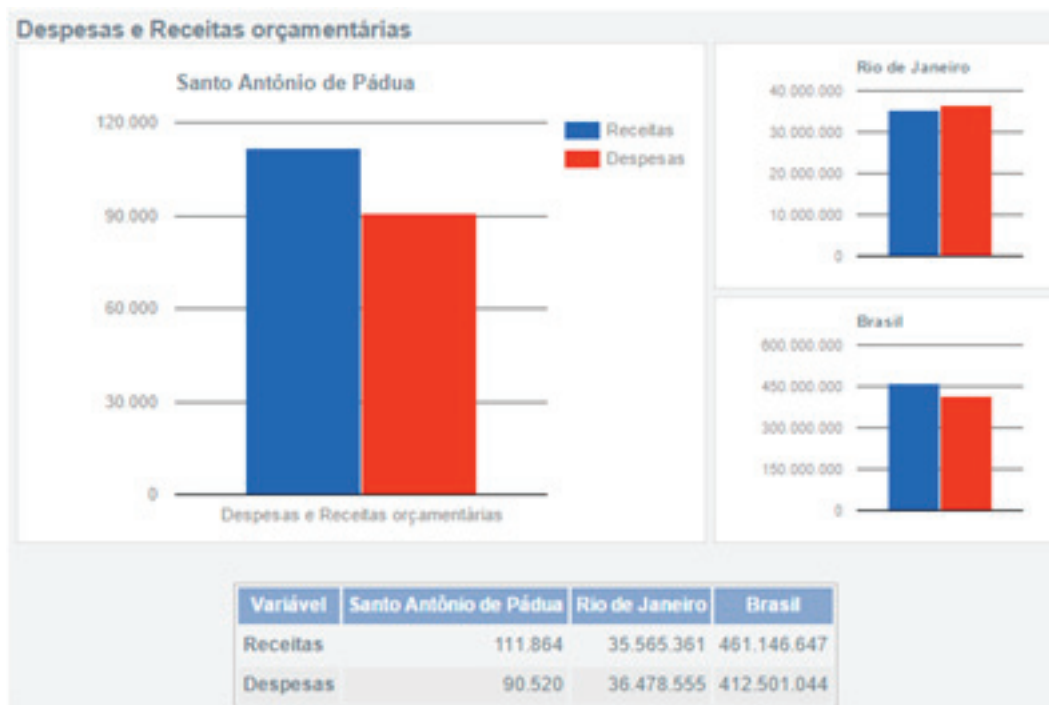 Despesas e Receitas orçamentárias
Santo Antônio de Pádua
120.000
90.000
60.000
30.000
0
Despesas e Receitas orçamentárias
Receitas
Despesas
Rio de Janeiro
40.000.000
30.000.000
20.000.000
10.000.000
0
Brasil
600.000.000
450.000.000
300.000.000
150.000.000
0
Variável Santo Antônio de Pádua Rio de Janeiro Brasil
Receitas 111.864 35.565.361 461.146.647
Despesas 90.520 36.478.555 412.501.044